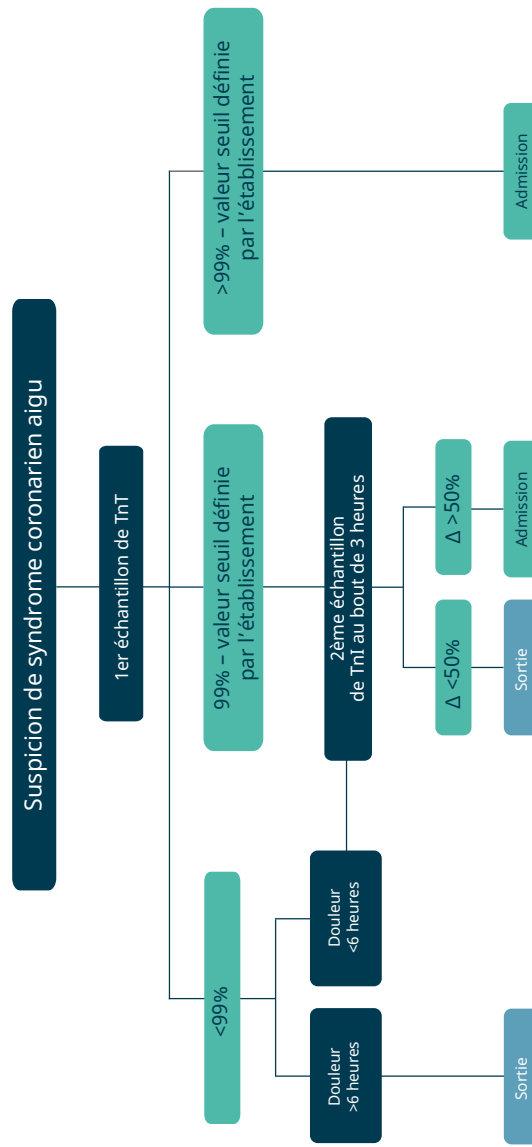 Suspicion de syndrome coronarien aigu
1er échantillon de TnT
<99%
99% – valeur seuil définie
par l’établissement
>99% – valeur seuil définie
par l’établissement
Douleur
>6 heures
Douleur
<6 heures
2ème échantillon
de TnI au bout de 3 heures
Δ <50%
Δ >50%
Sortie
Sortie
Admission
Admission